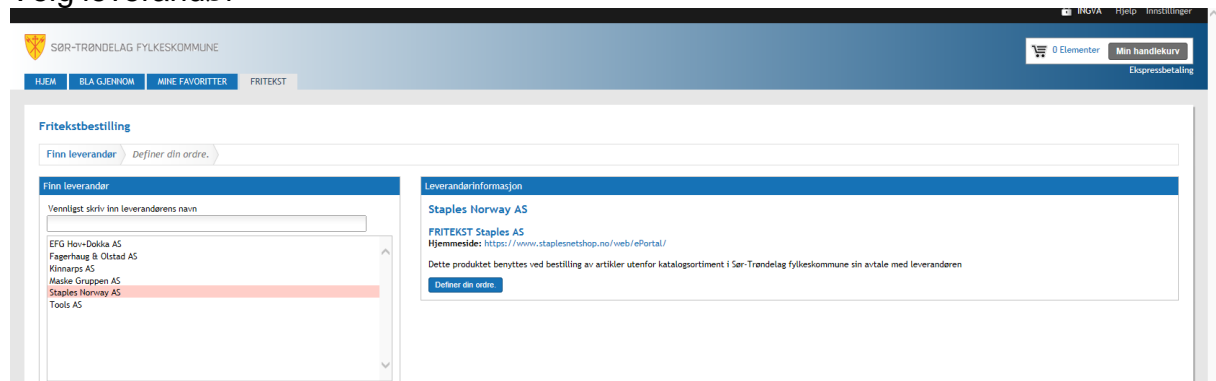 INGVA Hjelp Innstillinger
SØR-TRØNDELAG FYLKESKOMMUNE
0 Elementer Min handlekurv
Ekspressbetaling
HJEM BLA GJENNOM MINE FAVORITTER FRITEKST
Fritekstbestilling
Finn leverandør Definer din ordre.
Finn leverandør
Vennligst skriv inn leverandørens navn
EFG Hov+Dokka AS
Fagerhaug & Olstad AS
Kinnarps AS
Maske Gruppen AS
Staples Norway AS
Tools AS
Leverandørinformasjon
Staples Norway AS
FRITEKST Staples AS
Hjemmeside: https://www.staplesnetshop.no/web/ePortal/
Dette produktet benyttes ved bestilling av artikler utenfor katalogsortiment i Sør-Trøndelag fylkeskommune sin avtale med leverandøren
Definer din ordre.